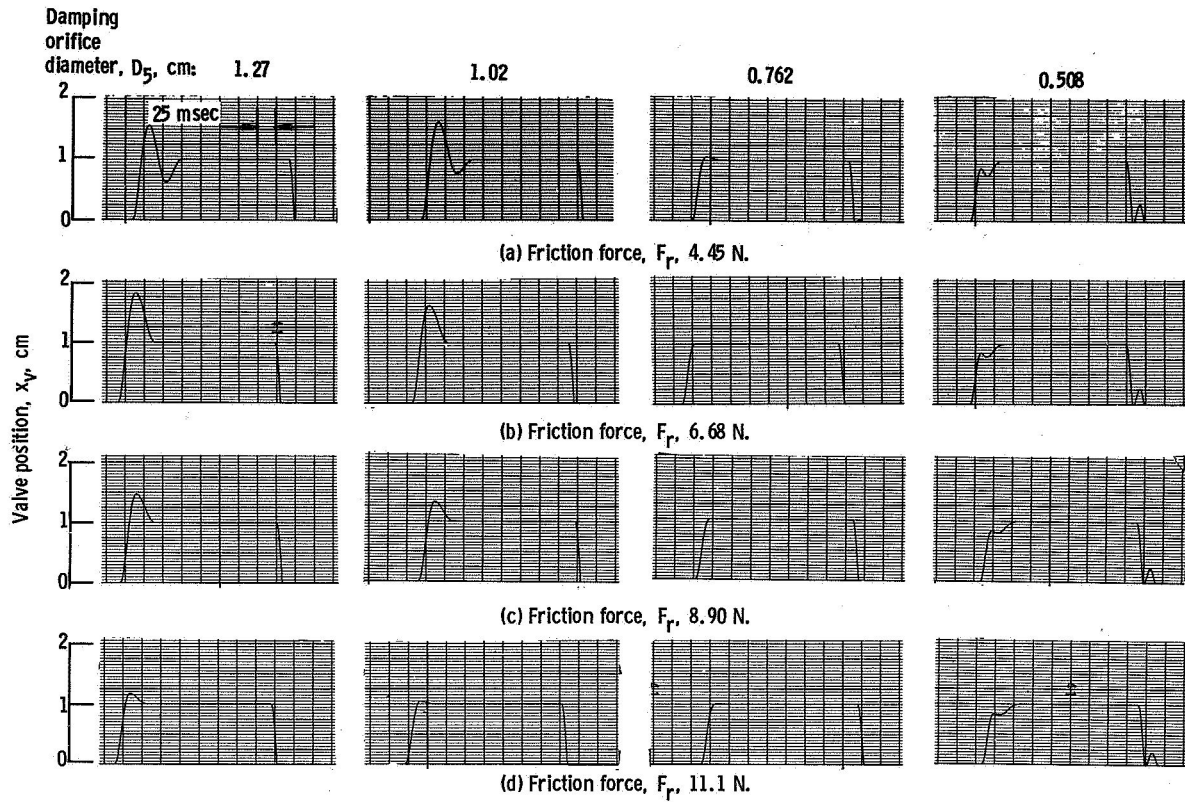 Damping
orifice
diameter, D5, cm: 1.27 1.02 0.762 0.508
2
1
0
25 msec
(a) Friction force, Fr, 4.45 N.
2
1
0
(b) Friction force, Fr, 6.68 N.
Valve position, xv, cm
2
1
0
(c) Friction force, Fr, 8.90 N.
2
1
0
(d) Friction force, Fr, 11.1 N.